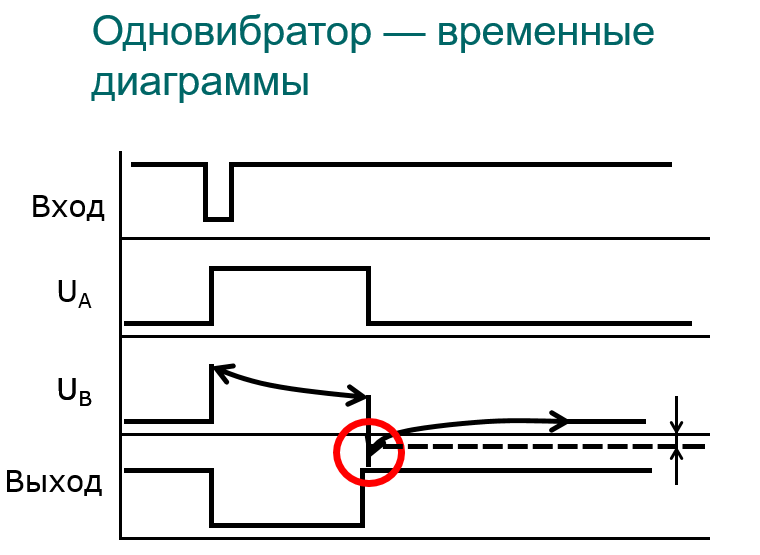 Одновибратор — временные
диаграммы
Вход
UA
UB
Выход